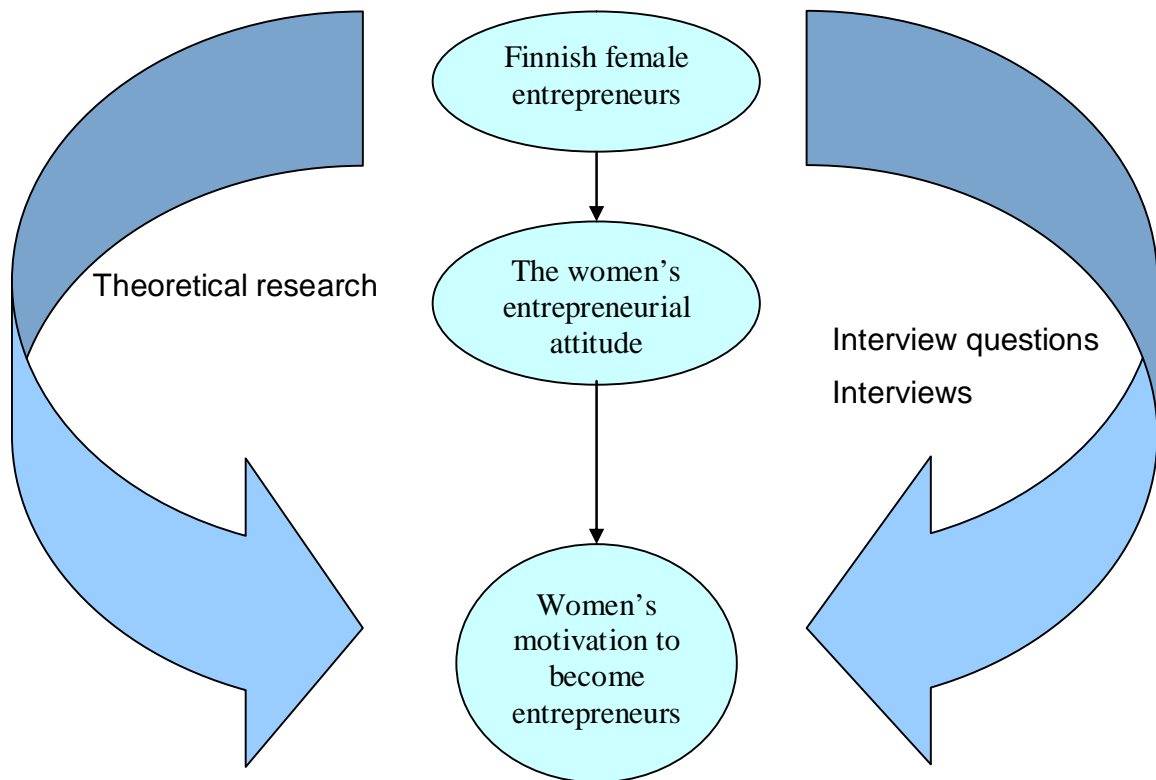 Finnish female
entrepreneurs
Theoretical research
The women’s
entrepreneurial
attitude
Interview questions
Interviews
Women’s
motivation to
become
entrepreneurs